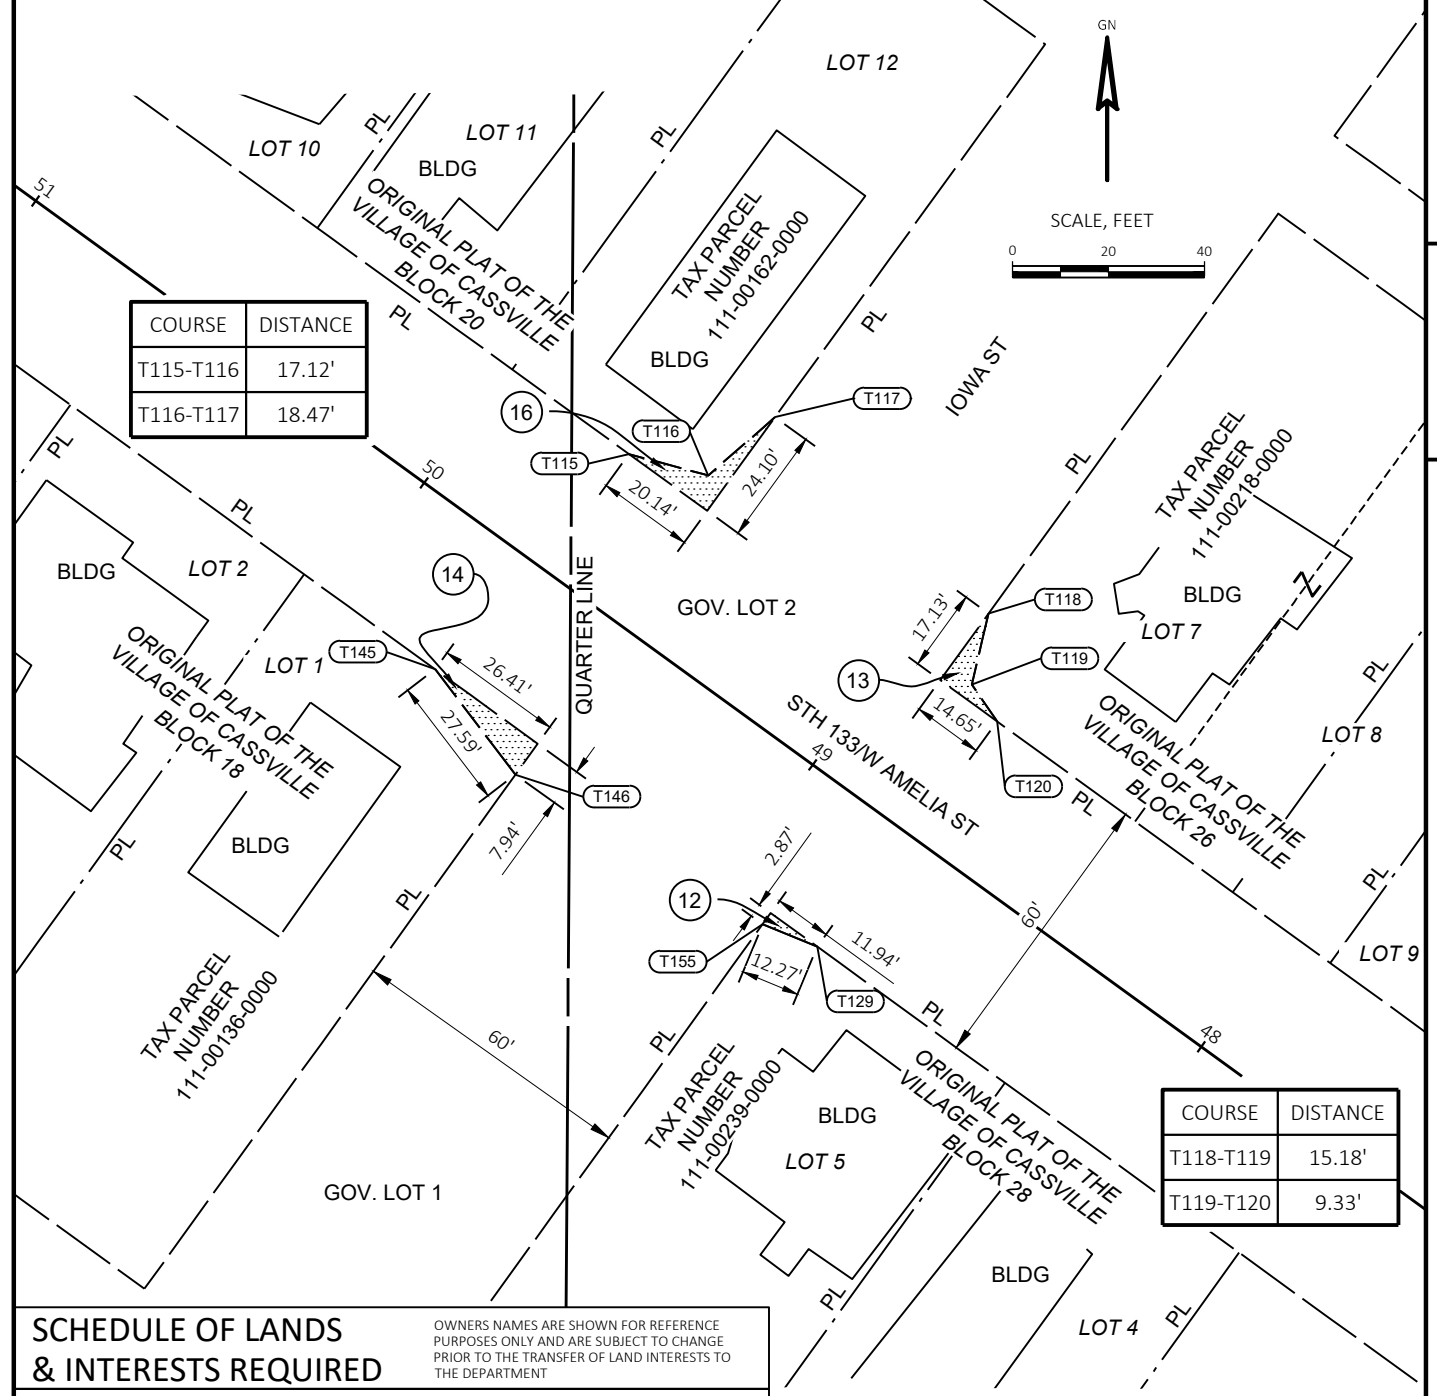 GN
LOT 12
PL
LOT 11
PL
LOT 10
BLDG
51
ORIGINAL PLAT OF THE
VILLAGE OF CASSVILLE
BLOCK 20
PL
TAX PARCEL
NUMBER
111-00162-0000
BLDG
SCALE, FEET
0 20 40
COURSE DISTANCE
T115-T116 17.12'
T116-T117 18.47'
PL
IOWA ST
16
T116
T117
T115
20.14'
24.10'
50
PL
PL
PL
TAX PARCEL
NUMBER
111-00218-0000
BLDG
LOT 2
BLDG
14
QUARTER LINE
GOV. LOT 2
17.13'
T118
BLDG
Z
LOT 7
ORIGINAL PLAT OF THE
VILLAGE OF CASSVILLE
BLOCK 18
LOT 1
T145
26.41'
27.59'
13
T119
14.65'
T120
PL
STH 133/W AMELIA ST
49
ORIGINAL PLAT OF THE
VILLAGE OF CASSVILLE
BLOCK 26
PL
LOT 8
T146
7.94'
BLDG
PL
PL
2.87'
12
11.94'
T155
12.27'
T129
60'
PL
LOT 9
TAX PARCEL
NUMBER
111-00136-0000
60'
PL
PL
48
TAX PARCEL
NUMBER
111-00239-0000
BLDG
LOT 5
ORIGINAL PLAT OF THE
VILLAGE OF CASSVILLE
BLOCK 28
COURSE DISTANCE
T118-T119 15.18'
T119-T120 9.33'
GOV. LOT 1
BLDG
PL
LOT 4
PL
SCHEDULE OF LANDS
& INTERESTS REQUIRED
OWNERS NAMES ARE SHOWN FOR REFERENCE
PURPOSES ONLY AND ARE SUBJECT TO CHANGE
PRIOR TO THE TRANSFER OF LAND INTERESTS TO
THE DEPARTMENT